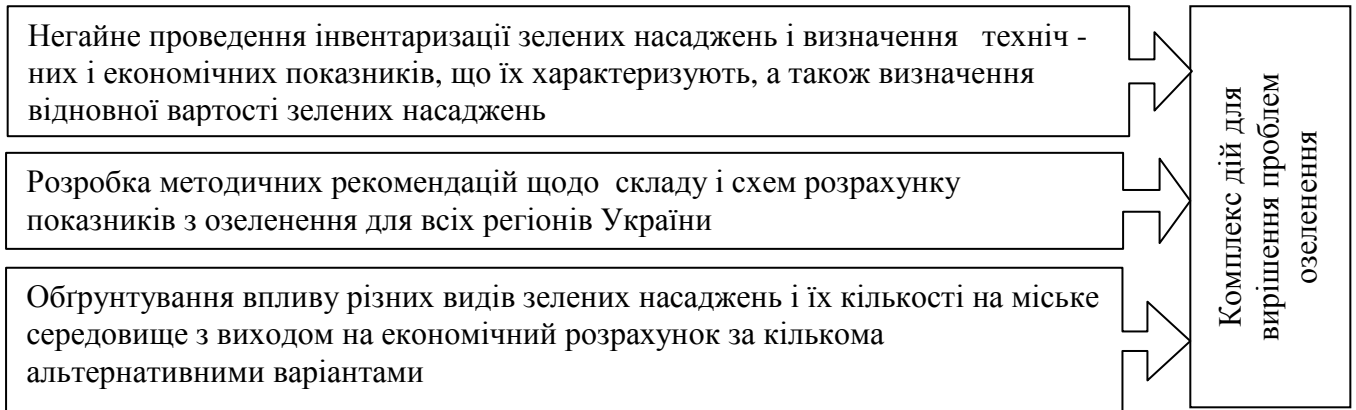 Негайне проведення інвентаризації зелених насаджень і визначення техніч -
них і економічних показників, що їх характеризують, а також визначення
відновної вартості зелених насаджень
Розробка методичних рекомендацій щодо складу і схем розрахунку
показників з озеленення для всіх регіонів України
Обґрунтування впливу різних видів зелених насаджень і їх кількості на міське
середовище з виходом на економічний розрахунок за кількома
альтернативними варіантами
Комплекс дій для
вирішення проблем
озеленення